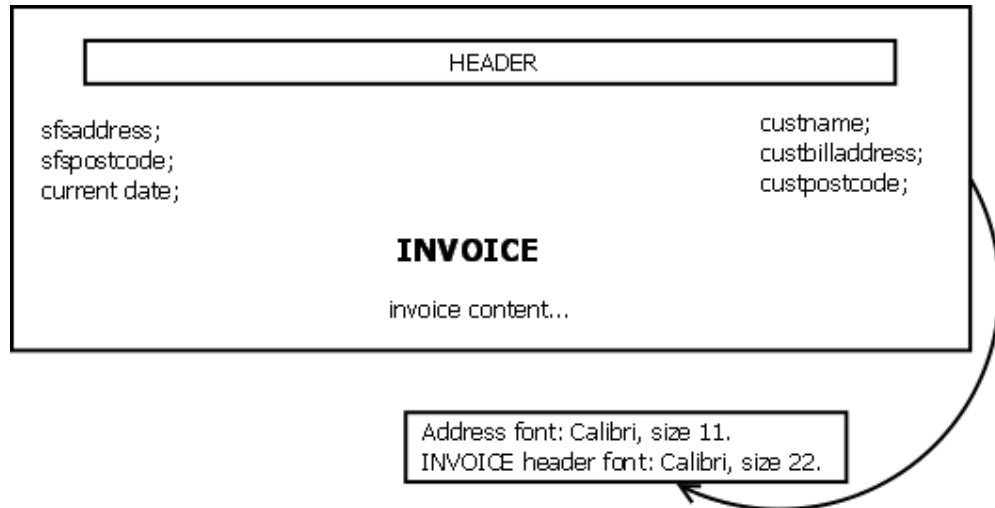 HEADER
sfsaddress;
sfspostcode;
current date;
custname;
custbilladdress;
custpostcode;
INVOICE
invoice content...
Address font: Calibri, size 11.
INVOICE header font: Calibri, size 22.